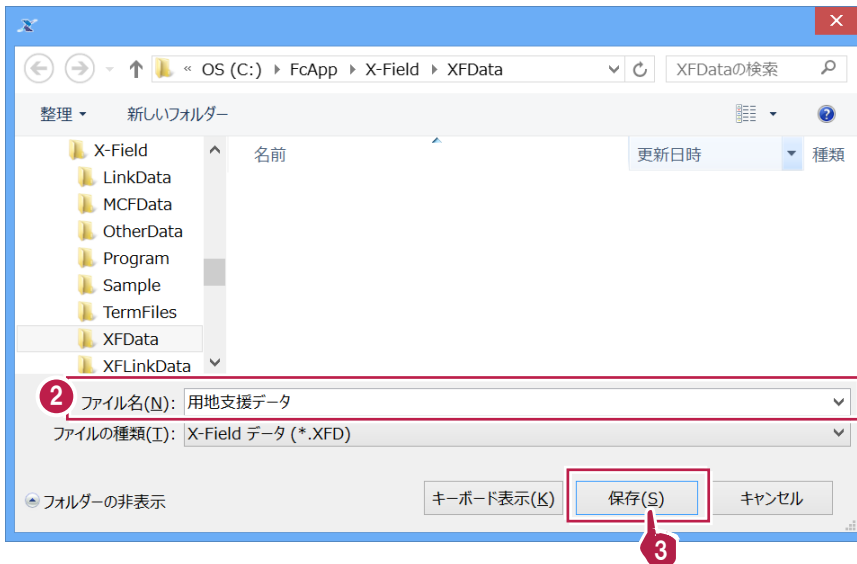 « OS (C:) FcApp X-Field XFData XFDataの検索
整理 新しいフォルダー
名前 更新日時 種類
X-Field
LinkData
MCFData
OtherData
Program
Sample
TermFiles
XFData
XFLinkData
2 ファイル名(N): 用地支援データ
ファイルの種類(T): X-Field データ (*.XFD)
フォルダーの非表示 キーボード表示(K) 保存(S) キャンセル
3